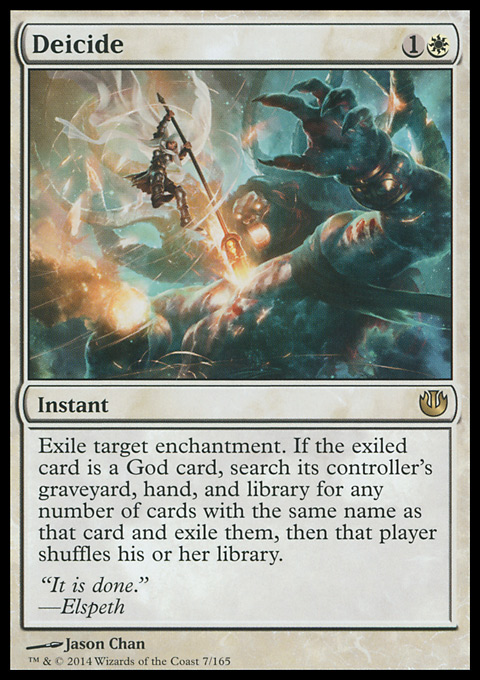 Deicide 1
Instant
Exile target enchantment. If the exiled
card is a God card, search its controller's
graveyard, hand, and library for any
number of cards with the same name as
that card and exile them, then that player
shuffles his or her library.
"It is done."
—Elspeth
Jason Chan
™ & © 2014 Wizards of the Coast 7/165